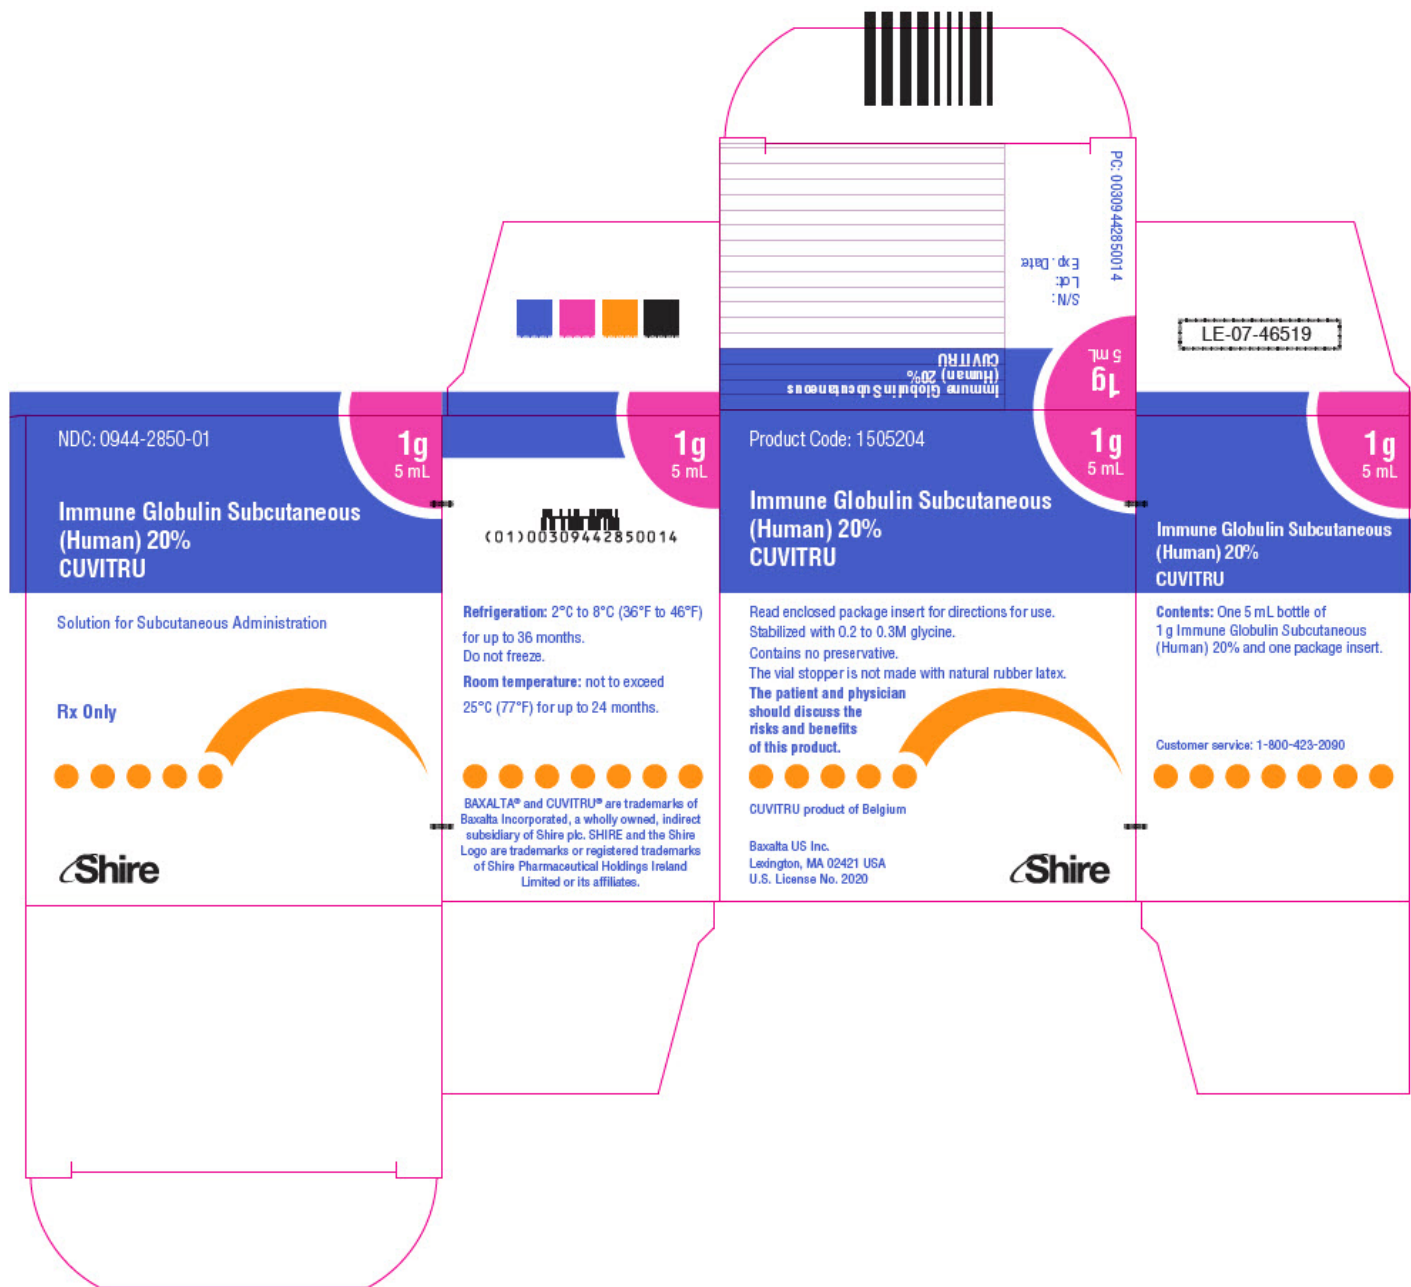 PC: 00309442850014
S/N:
Lot:
Exp. Date
Immune Globulin Subcutaneous
(Human) 20%
CUVITRU
1g
5 mL
LE-07-46519
NDC: 0944-2850-01
1g
5 mL
Immune Globulin Subcutaneous
(Human) 20%
CUVITRU
Solution for Subcutaneous Administration
Rx Only
Shire
1g
5 mL
(01)00309442850014
Refrigeration: 2°C to 8°C (36°F to 46°F)
for up to 36 months.
Do not freeze.
Room temperature: not to exceed
25°C (77°F) for up to 24 months.
BAXALTA® and CUVITRU® are trademarks of
Baxalta Incorporated, a wholly owned, indirect
subsidiary of Shire plc. SHIRE and the Shire
Logo are trademarks or registered trademarks
of Shire Pharmaceutical Holdings Ireland
Limited or its affiliates.
Product Code: 1505204
1g
5 mL
Immune Globulin Subcutaneous
(Human) 20%
CUVITRU
Read enclosed package insert for directions for use.
Stabilized with 0.2 to 0.3M glycine.
Contains no preservative.
The vial stopper is not made with natural rubber latex.
The patient and physician
should discuss the
risks and benefits
of this product.
CUVITRU product of Belgium
Baxalta US Inc.
Lexington, MA 02421 USA
U.S. License No. 2020
Shire
1g
5 mL
Immune Globulin Subcutaneous
(Human) 20%
CUVITRU
Contents: One 5 mL bottle of
1 g Immune Globulin Subcutaneous
(Human) 20% and one package insert.
Customer service: 1-800-423-2090